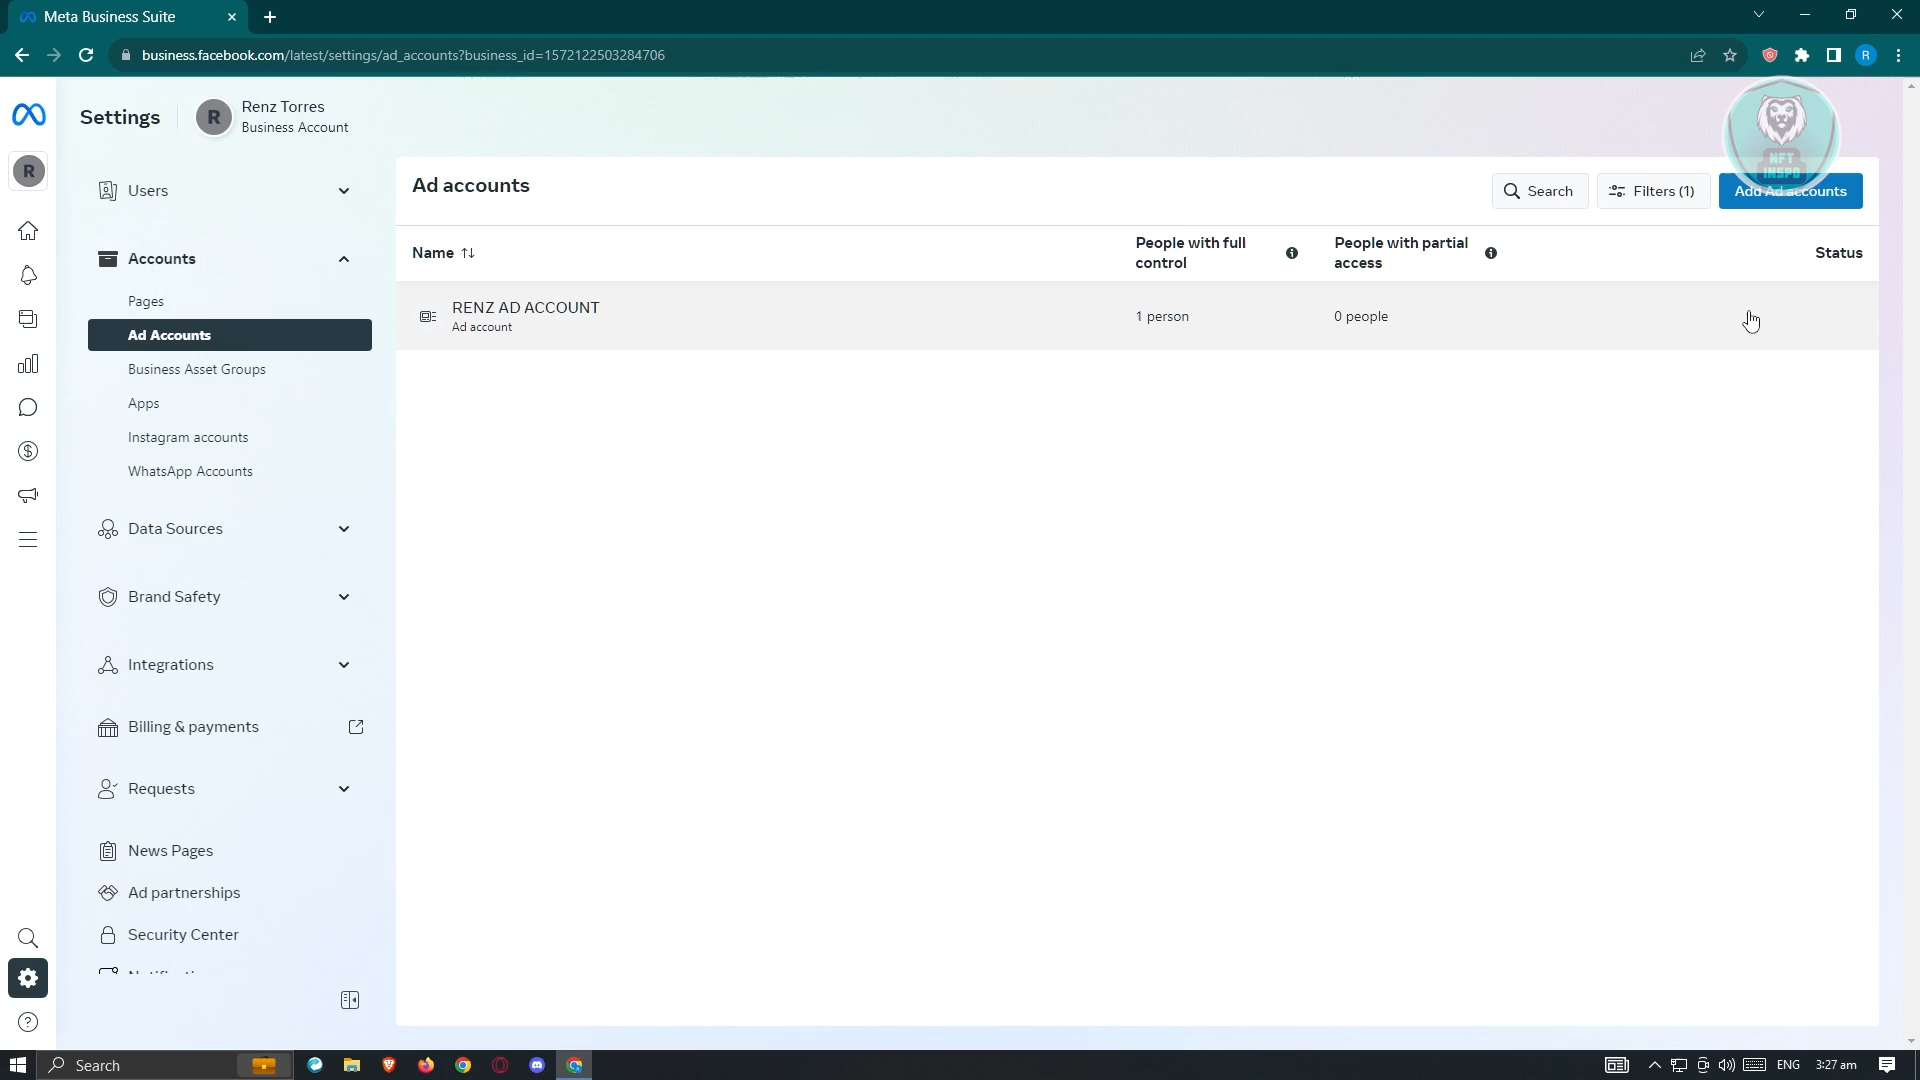 Meta Business Suite
business.facebook.com/latest/settings/ad_accounts?business_id=1572122503284706
R
Settings
R
Renz Torres
Business Account
NFT
INSPO
R
Users
Accounts
Pages
Ad Accounts
Business Asset Groups
Apps
Instagram accounts
WhatsApp Accounts
Data Sources
Brand Safety
Integrations
Billing & payments
Requests
News Pages
Ad partnerships
Security Center
Ad accounts
Search
Filters (1)
Add Ad accounts
Name
People with full control
People with partial access
Status
RENZ AD ACCOUNT
Ad account
1 person
0 people
Search
ENG
3:27 am